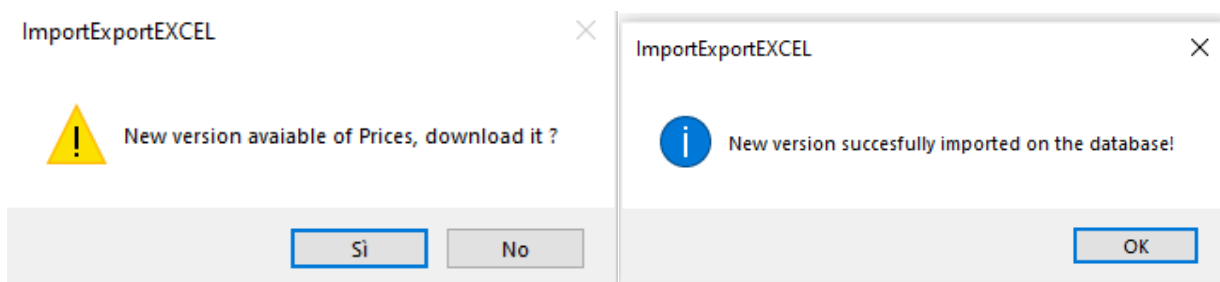 ImportExportEXCEL
New version avaiable of Prices, download it ?
Sì
No
ImportExportEXCEL
New version succesfully imported on the database!
OK